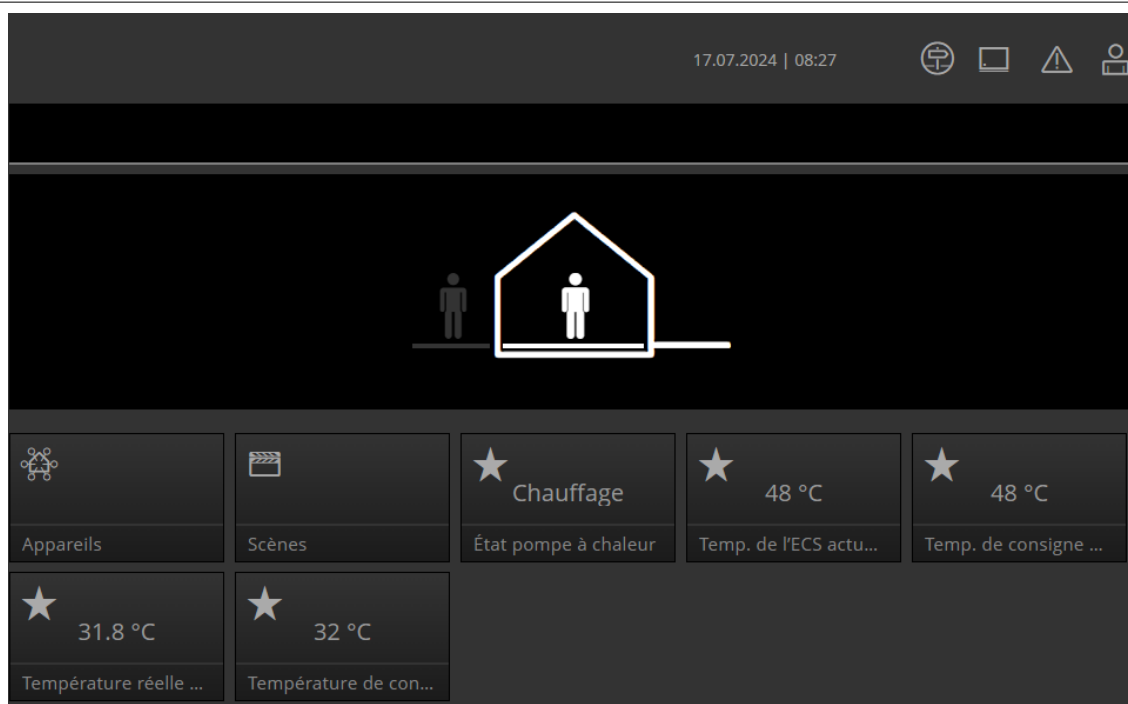 17.07.2024 | 08:27
Chauffage
48 °C
48 °C
Appareils
Scènes
État pompe à chaleur
Temp. de l’ECS actu...
Temp. de consigne ...
31.8 °C
32 °C
Température réelle ...
Température de con...